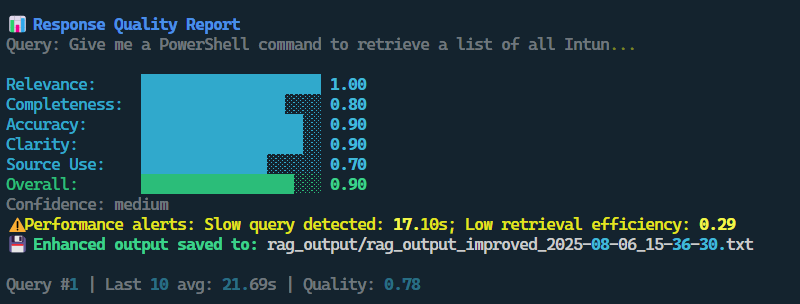 📊 Response Quality Report
Query: Give me a PowerShell command to retrieve a list of all Intun...
Relevance: 1.00
Completeness: 0.80
Accuracy: 0.90
Clarity: 0.90
Source Use: 0.70
Overall: 0.90
Confidence: medium
⚠Performance alerts: Slow query detected: 17.10s; Low retrieval efficiency: 0.29
💾 Enhanced output saved to: rag_output/rag_output_improved_2025-08-06_15-36-30.txt
Query #1 | Last 10 avg: 21.69s | Quality: 0.78